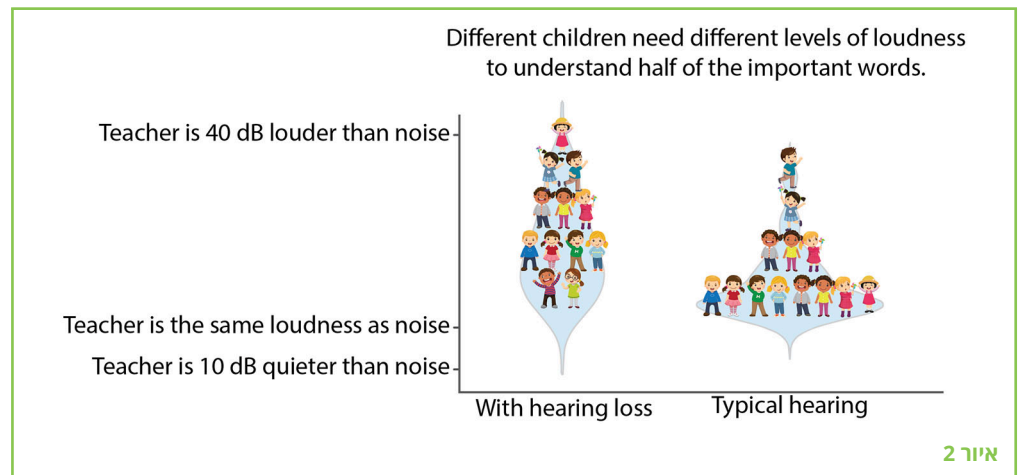 Different children need different levels of loudness
to understand half of the important words.
Teacher is 40 dB louder than noise
Teacher is the same loudness as noise
Teacher is 10 dB quieter than noise
With hearing loss
Typical hearing
איור 2